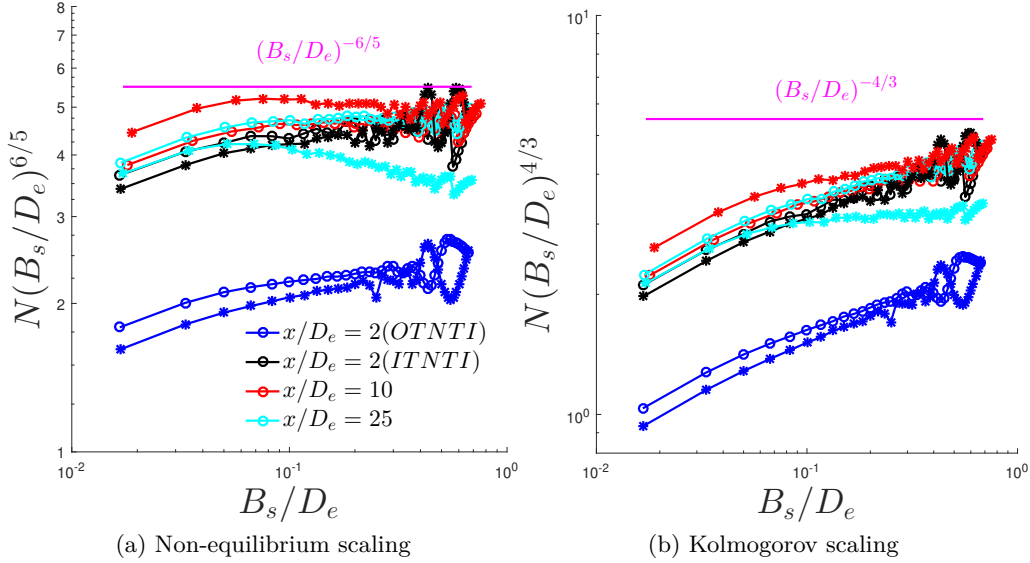 8
7
6
5
4
3
2
1
N(B_s/D_e)^{6/5}
(B_s/D_e)^{-6/5}
x/D_e = 2(OTNTI)
x/D_e = 2(ITNTI)
x/D_e = 10
x/D_e = 25
10^{-2} 10^{-1} 10^0
B_s/D_e
(a) Non-equilibrium scaling
10^1
10^0
N(B_s/D_e)^{4/3}
(B_s/D_e)^{-4/3}
10^{-2} 10^{-1} 10^0
B_s/D_e
(b) Kolmogorov scaling